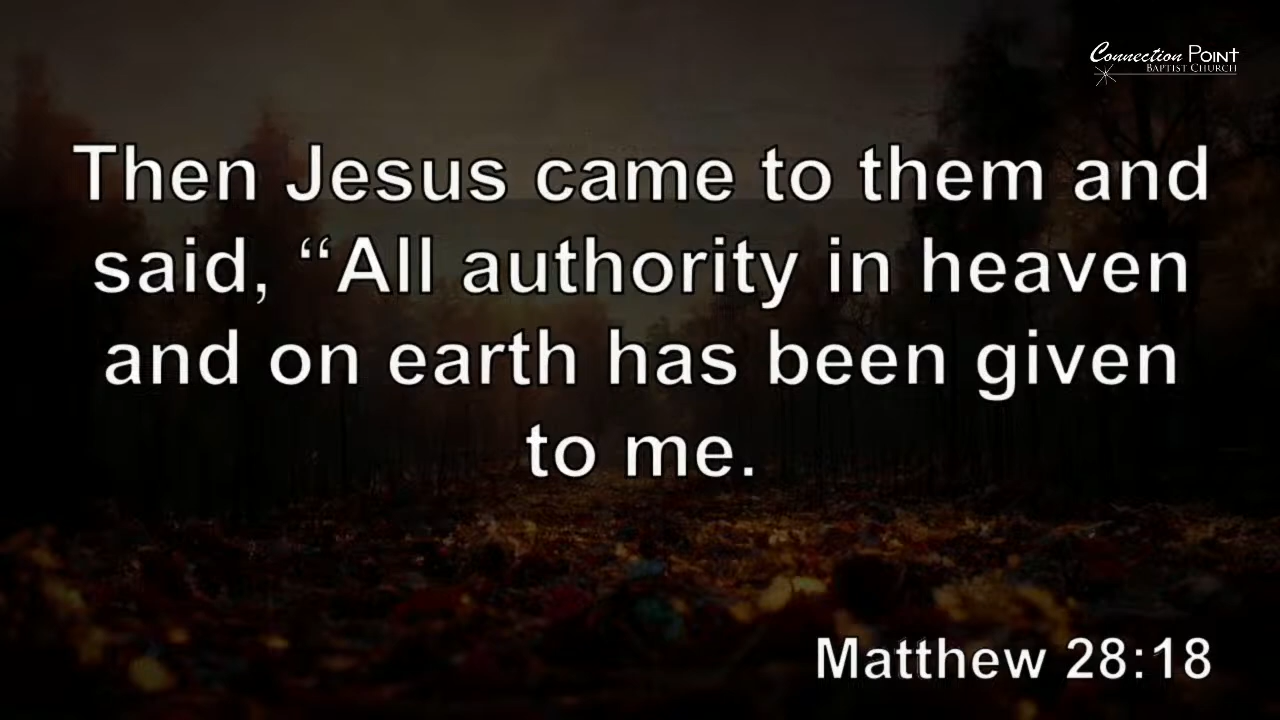 Connection POINT
BAPTIST CHURCH
Then Jesus came to them and
said, “All authority in heaven
and on earth has been given
to me.
Matthew 28:18